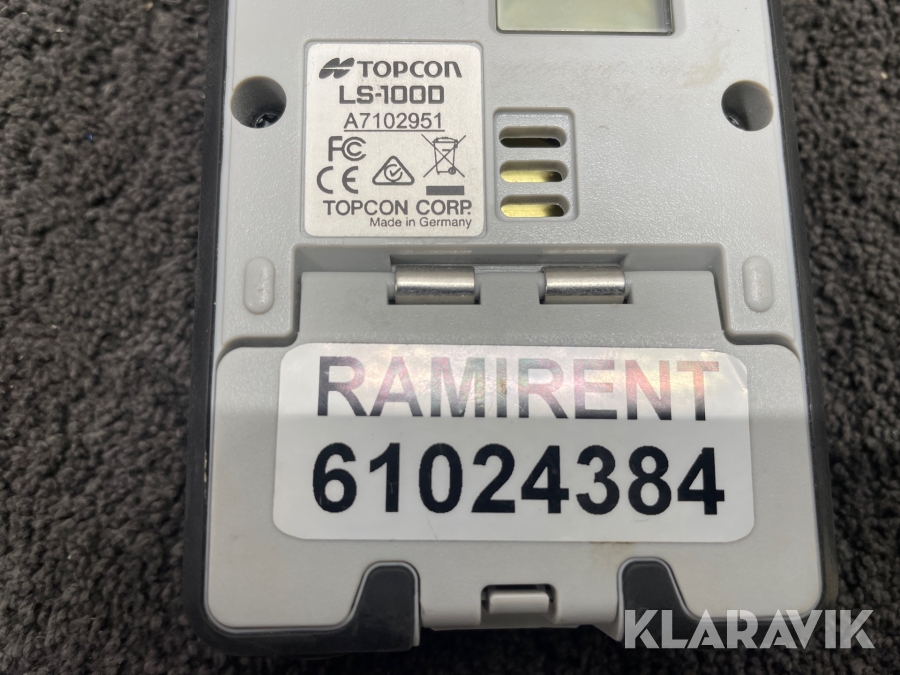 TOPCON
LS-100D
A7102951
FC
CE
TOPCON CORP.
Made in Germany
RAMIRENT
61024384
KLARAVIK